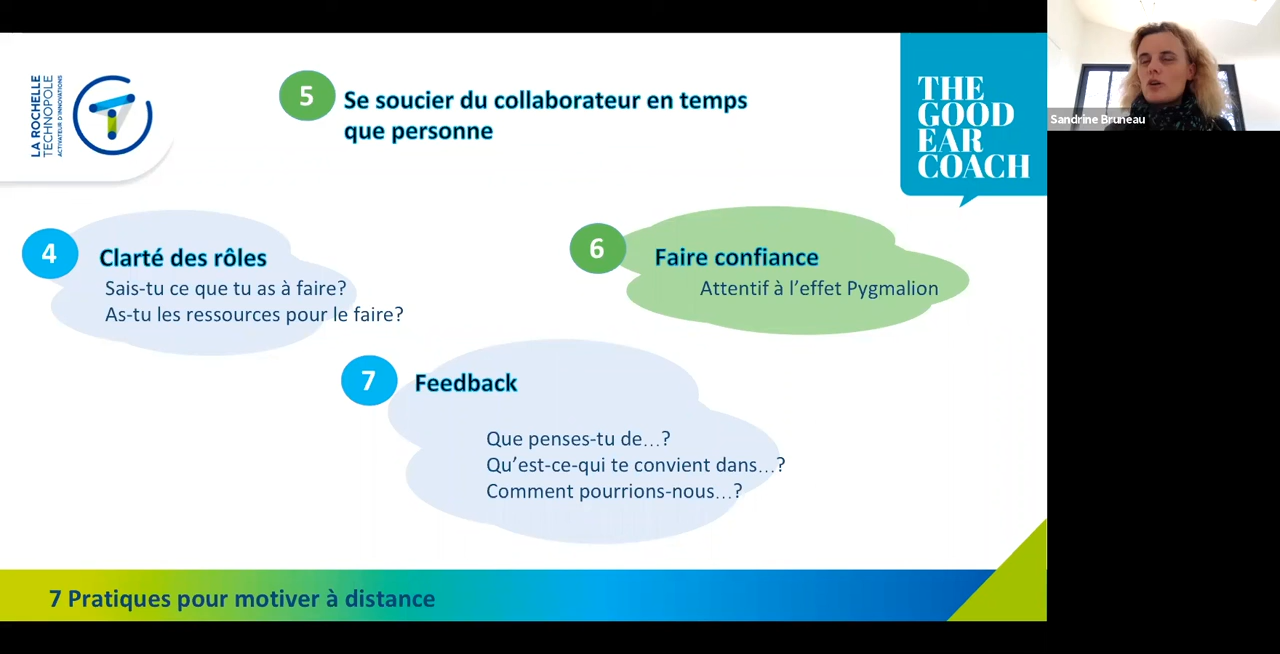 LA ROCHELLE
TECHNOPOLE
ACTIVATEUR D'INNOVATIONS
5
Se soucier du collaborateur en temps
que personne
THE
GOOD
EAR
COACH
Sandrine Bruneau
4
Clarté des rôles
Sais-tu ce que tu as à faire?
As-tu les ressources pour le faire?
6
Faire confiance
Attentif à l’effet Pygmalion
7
Feedback
Que penses-tu de…?
Qu’est-ce-qui te convient dans…?
Comment pourrions-nous…?
7 Pratiques pour motiver à distance